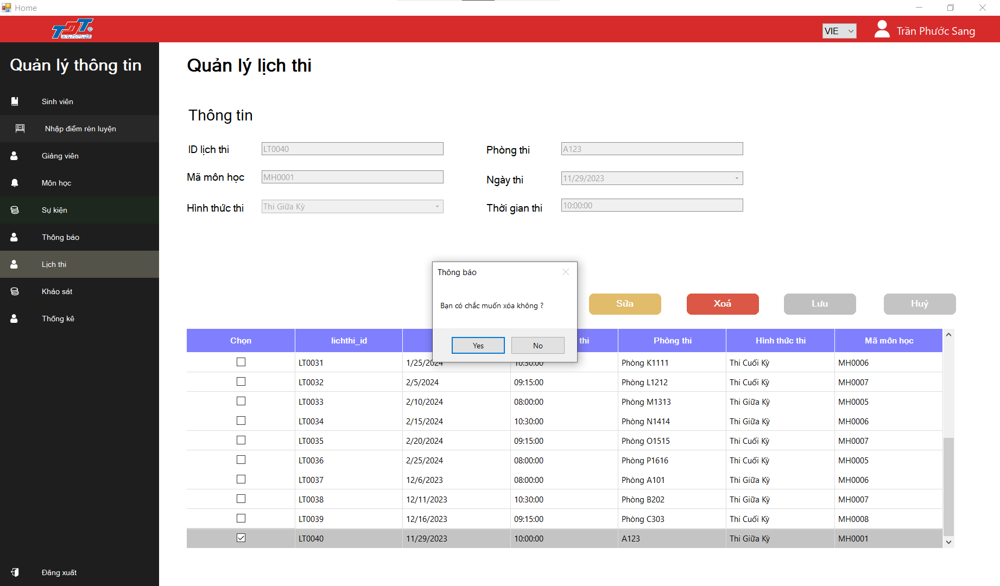 Home
TDT
VIE
Trần Phước Sang
Quản lý thông tin
Sinh viên
Nhập điểm rèn luyện
Giảng viên
Môn học
Sự kiện
Thông báo
Lịch thi
Khảo sát
Thống kê
Đăng xuất
Quản lý lịch thi
Thông tin
ID lịch thi LT0040 Phòng thi A123
Mã môn học MH0001 Ngày thi 11/29/2023
Hình thức thi Thi Giữa Kỳ Thời gian thi 10:00:00
Thông báo
Bạn có chắc muốn xóa không ?
Yes No
Sửa Xoá Lưu Huỷ
Chọn lichthi_id thi Phòng thi Hình thức thi Mã môn học
LT0031 1/25/2024 10:30:00 Phòng K1111 Thi Cuối Kỳ MH0006
LT0032 2/5/2024 09:15:00 Phòng L1212 Thi Cuối Kỳ MH0007
LT0033 2/10/2024 08:00:00 Phòng M1313 Thi Giữa Kỳ MH0005
LT0034 2/15/2024 10:30:00 Phòng N1414 Thi Giữa Kỳ MH0006
LT0035 2/20/2024 09:15:00 Phòng O1515 Thi Cuối Kỳ MH0007
LT0036 2/25/2024 08:00:00 Phòng P1616 Thi Cuối Kỳ MH0005
LT0037 12/6/2023 08:00:00 Phòng A101 Thi Giữa Kỳ MH0006
LT0038 12/11/2023 10:30:00 Phòng B202 Thi Giữa Kỳ MH0007
LT0039 12/16/2023 09:15:00 Phòng C303 Thi Cuối Kỳ MH0008
LT0040 11/29/2023 10:00:00 A123 Thi Giữa Kỳ MH0001